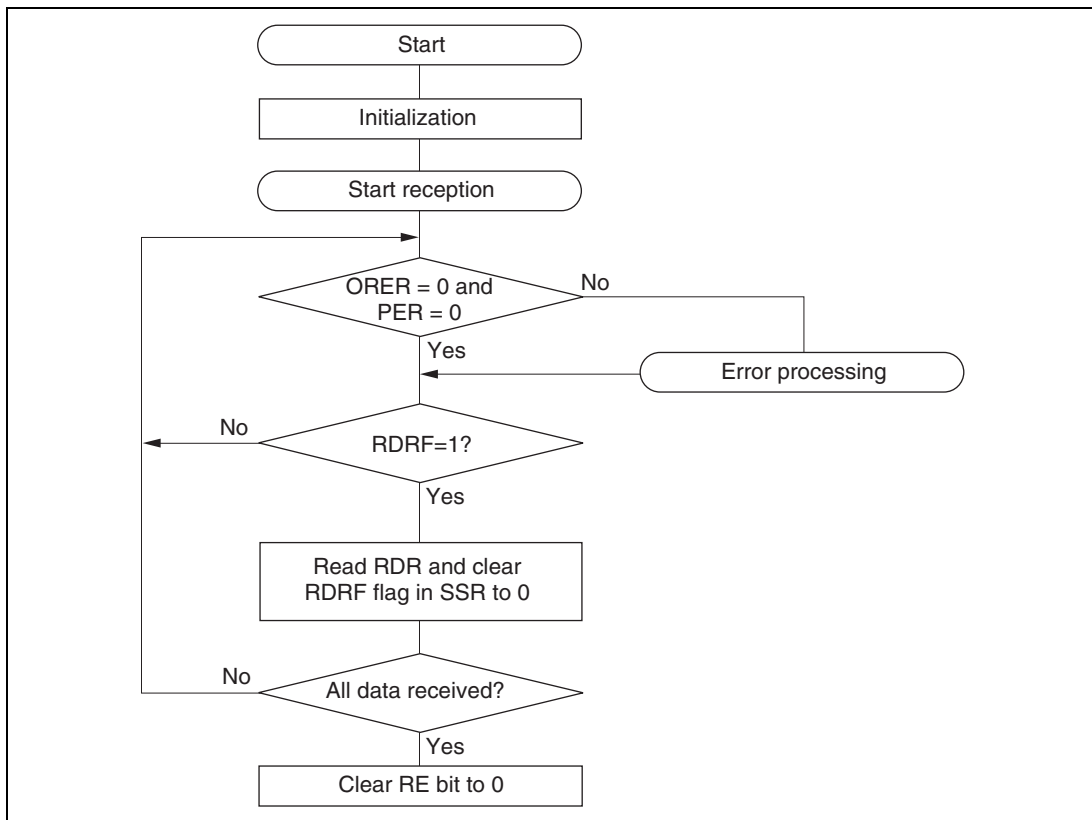 Start
Initialization
Start reception
ORER = 0 and
PER = 0
No
Yes
Error processing
No
RDRF=1?
Yes
Read RDR and clear
RDRF flag in SSR to 0
No
All data received?
Yes
Clear RE bit to 0